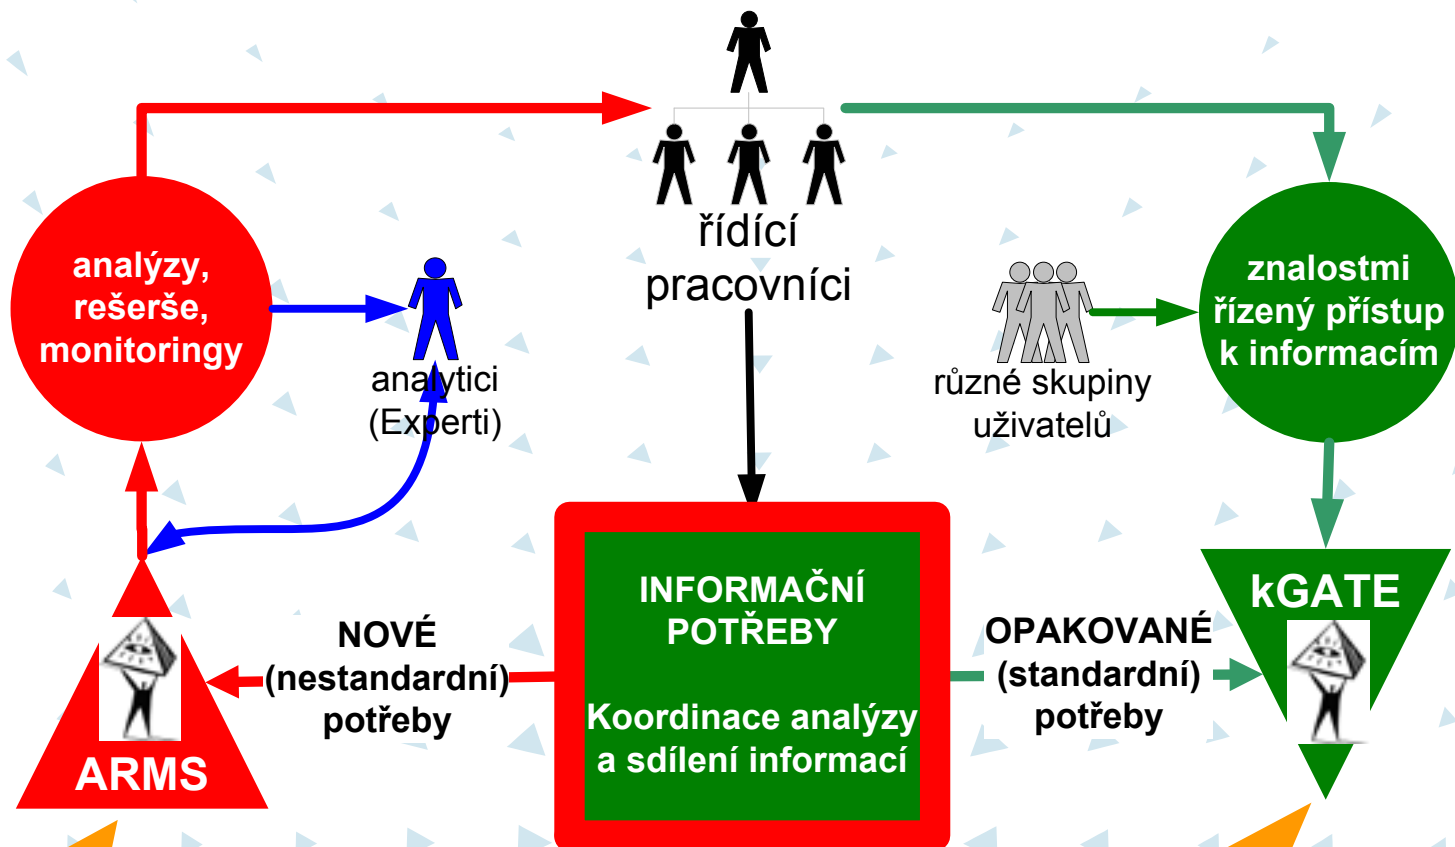 řídící
pracovníci
analýzy,
rešerše,
monitoringy
analytici
(Experti)
různé skupiny
uživatelů
znalostmi
řízený přístup
k informacím
NOVÉ
(nestandardní)
potřeby
INFORMAČNÍ
POTŘEBY
Koordinace analýzy
a sdílení informací
OPAKOVANÉ
(standardní)
potřeby
kGATE
ARMS